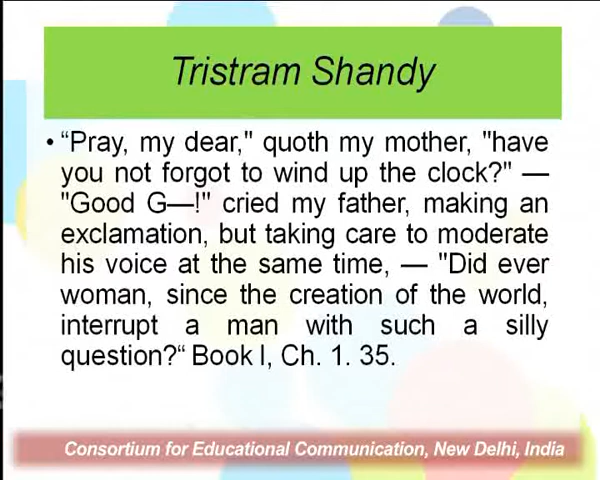 Tristram Shandy
• “Pray, my dear," quoth my mother, "have
you not forgot to wind up the clock?" —
"Good G—!" cried my father, making an
exclamation, but taking care to moderate
his voice at the same time, — "Did ever
woman, since the creation of the world,
interrupt a man with such a silly
question?“ Book I, Ch. 1. 35.
Consortium for Educational Communication, New Delhi, India